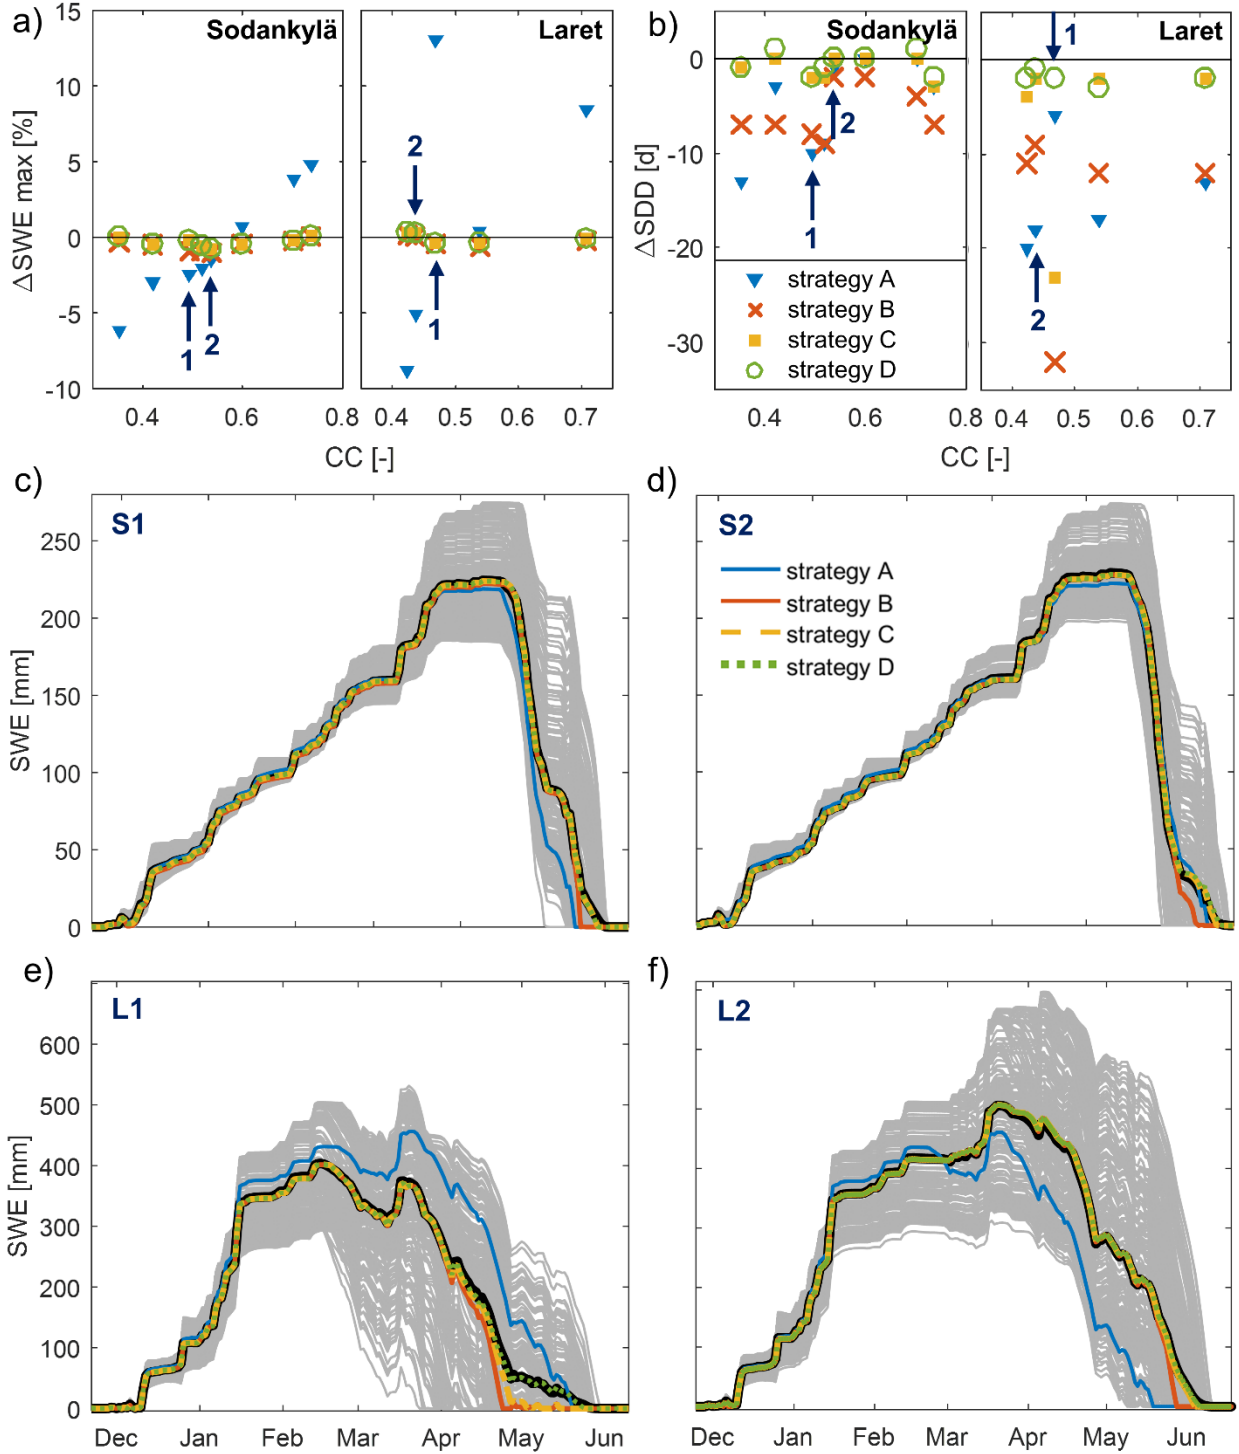 a)
Sodankylä
Laret
15
10
5
0
-5
-10
ΔSWE max [%]
1
2
2
1
0.4
0.6
0.8
0.4
0.5
0.6
0.7
CC [-]
b)
Sodankylä
Laret
0
-10
-20
-30
ΔSDD [d]
1
2
1
2
strategy A
strategy B
strategy C
strategy D
0.4
0.6
0.8
0.4
0.5
0.6
0.7
CC [-]
c)
S1
250
200
150
100
50
0
SWE [mm]
d)
S2
strategy A
strategy B
strategy C
strategy D
e)
L1
600
500
400
300
200
100
0
SWE [mm]
Dec
Jan
Feb
Mar
Apr
May
Jun
f)
L2
Dec
Jan
Feb
Mar
Apr
May
Jun